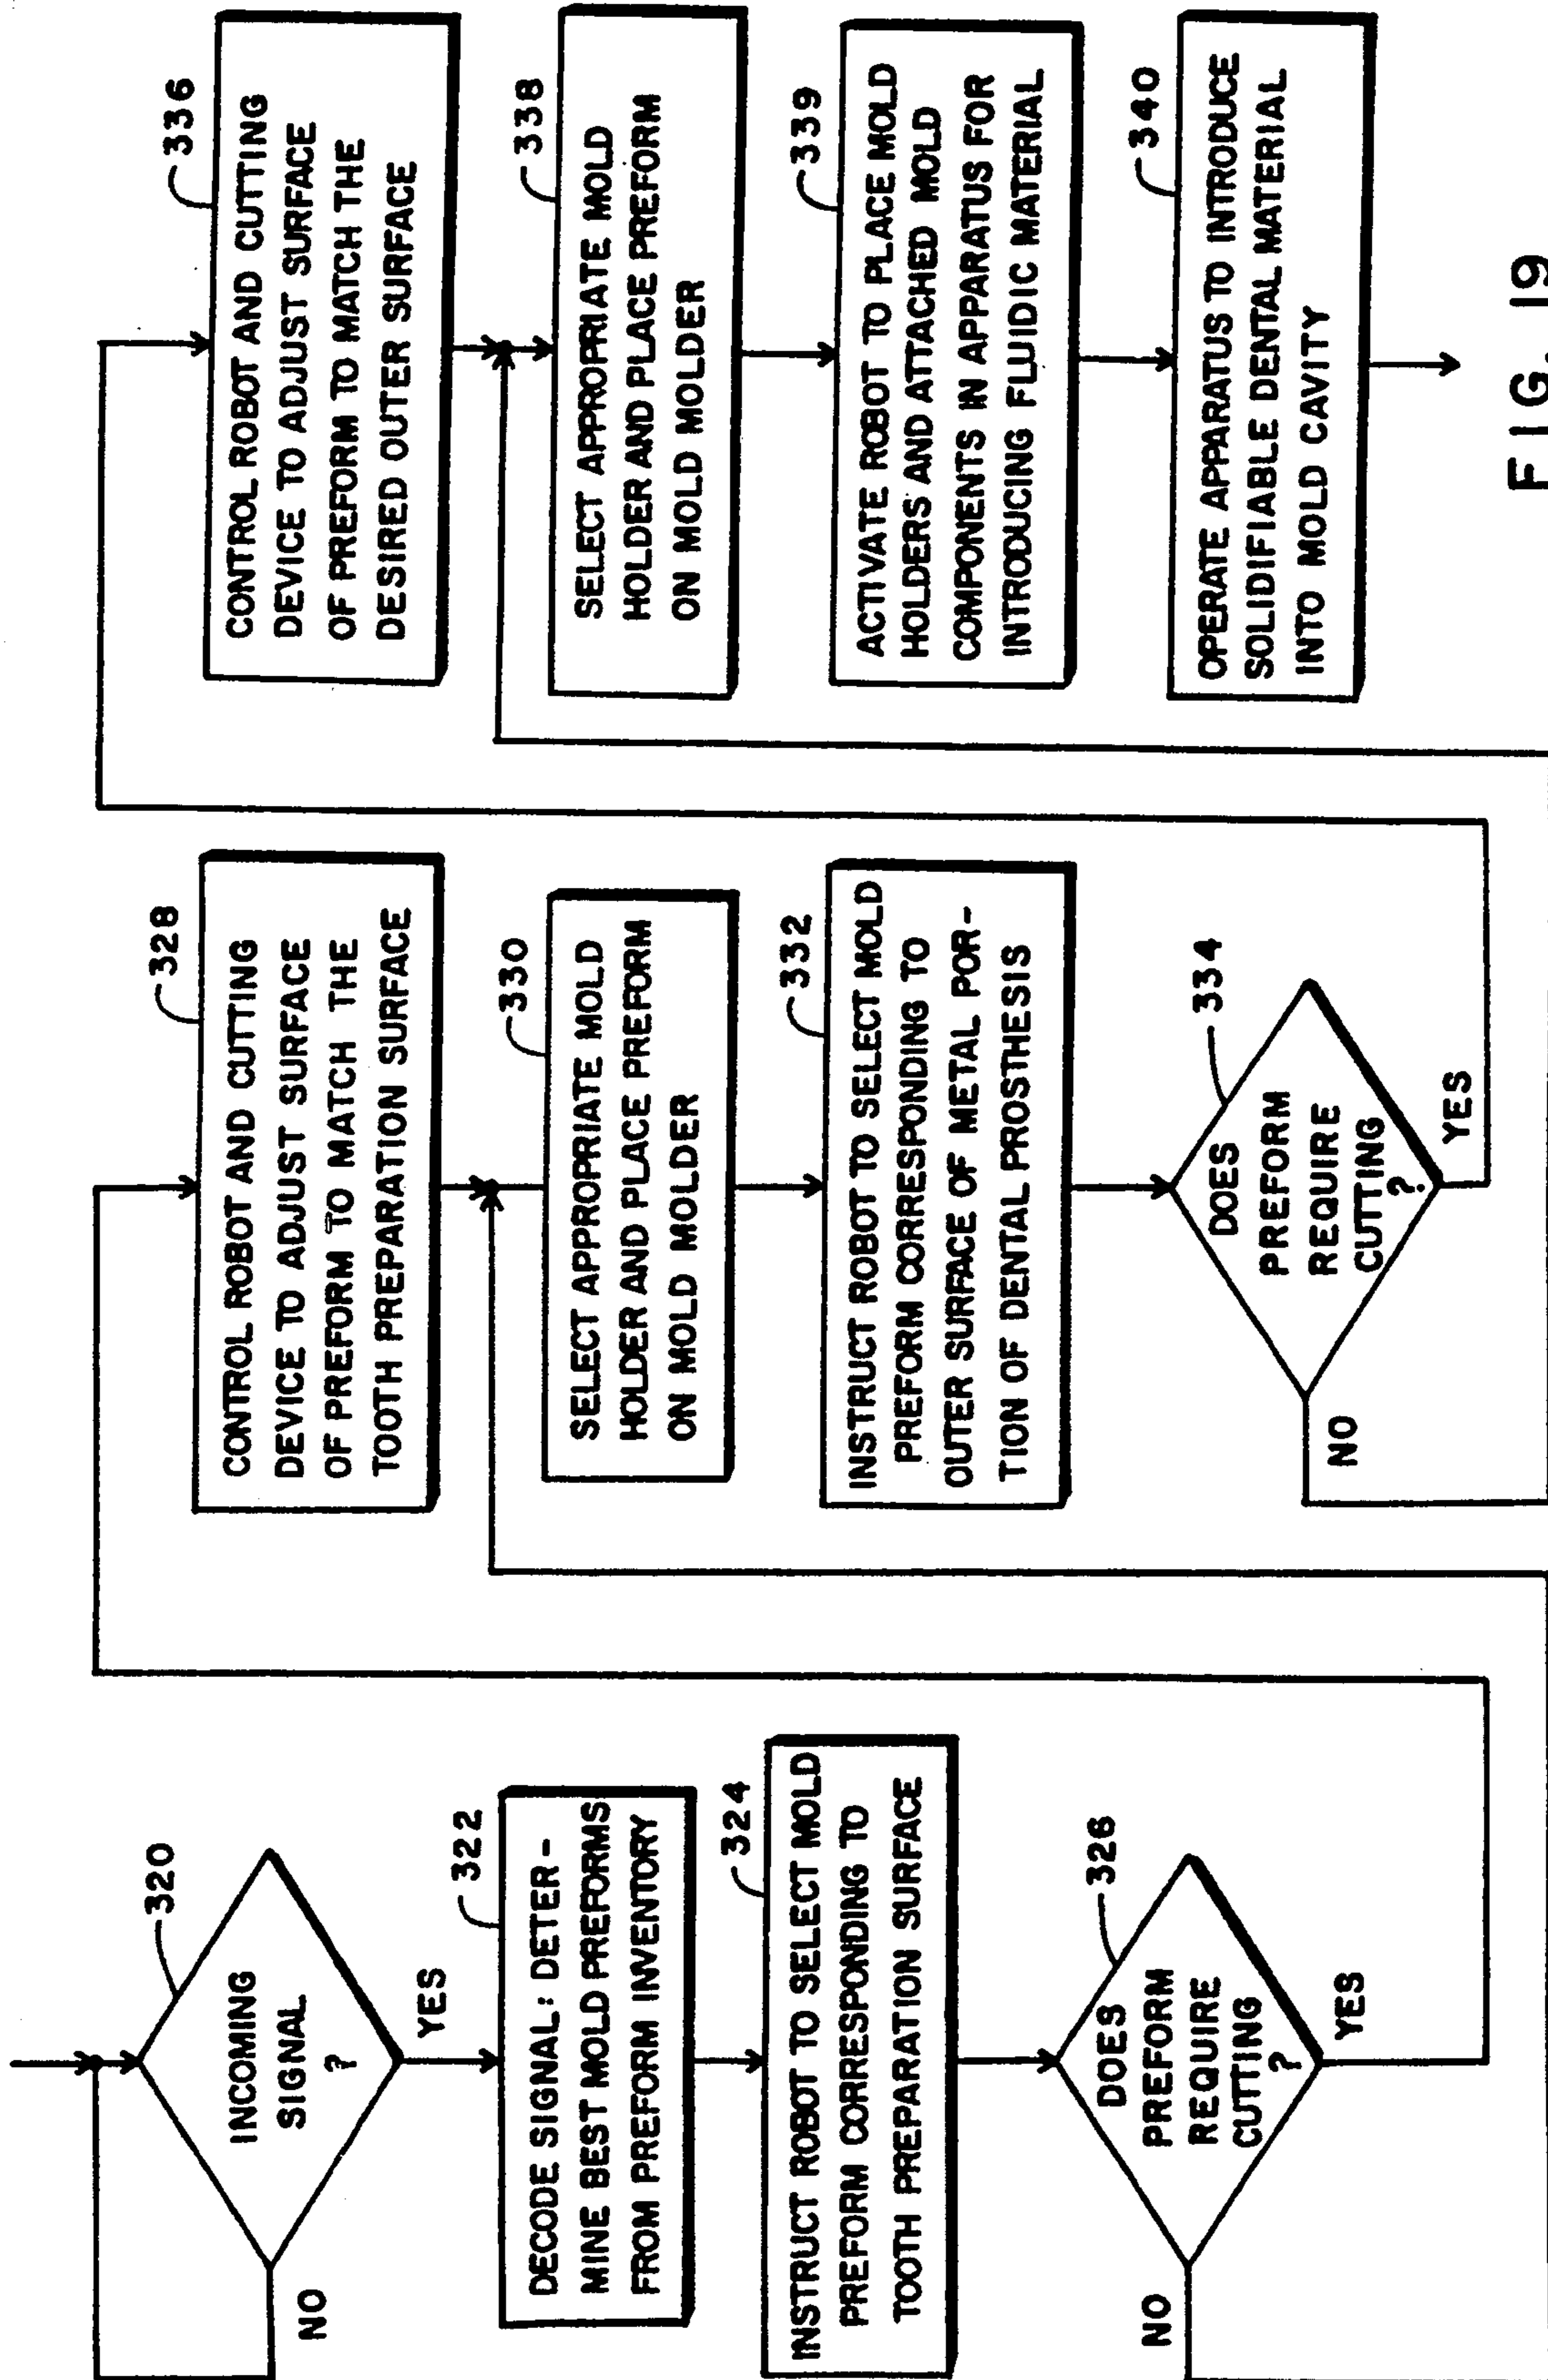 320
INCOMING
SIGNAL
?
NO
YES
322
DECODE SIGNAL: DETER-
MINE BEST MOLD PREFORMS
FROM PREFORM INVENTORY
324
INSTRUCT ROBOT TO SELECT MOLD
PREFORM CORRESPONDING TO
TOOTH PREPARATION SURFACE
326
DOES
PREFORM
REQUIRE
CUTTING
?
NO
YES
328
CONTROL ROBOT AND CUTTING
DEVICE TO ADJUST SURFACE
OF PREFORM TO MATCH THE
TOOTH PREPARATION SURFACE
330
SELECT APPROPRIATE MOLD
HOLDER AND PLACE PREFORM
ON MOLD MOLDER
332
INSTRUCT ROBOT TO SELECT MOLD
PREFORM CORRESPONDING TO
OUTER SURFACE OF METAL POR-
TION OF DENTAL PROSTHESIS
334
DOES
PREFORM
REQUIRE
CUTTING
?
NO
YES
336
CONTROL ROBOT AND CUTTING
DEVICE TO ADJUST SURFACE
OF PREFORM TO MATCH THE
DESIRED OUTER SURFACE
338
SELECT APPROPRIATE MOLD
HOLDER AND PLACE PREFORM
ON MOLD MOLDER
339
ACTIVATE ROBOT TO PLACE MOLD
HOLDERS AND ATTACHED MOLD
COMPONENTS IN APPARATUS FOR
INTRODUCING FLUIDIC MATERIAL
340
OPERATE APPARATUS TO INTRODUCE
SOLIDIFIABLE DENTAL MATERIAL
INTO MOLD CAVITY
FIG. 19